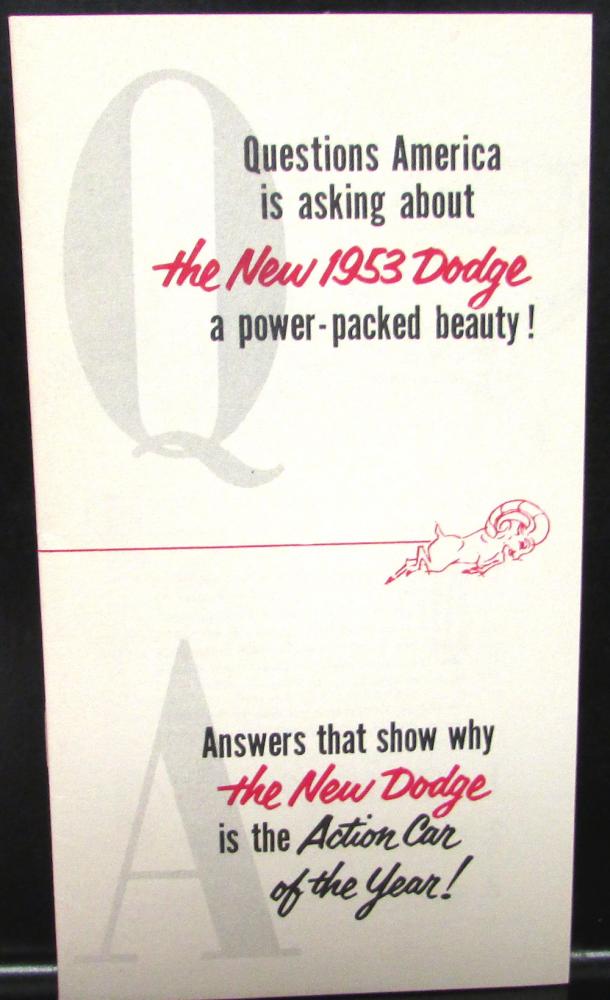 Q
Questions America
is asking about
the New 1953 Dodge
a power-packed beauty!
A
Answers that show why
the New Dodge
is the Action Car
of the Year!